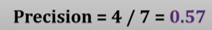 Precision = 4 / 7 = 0.57